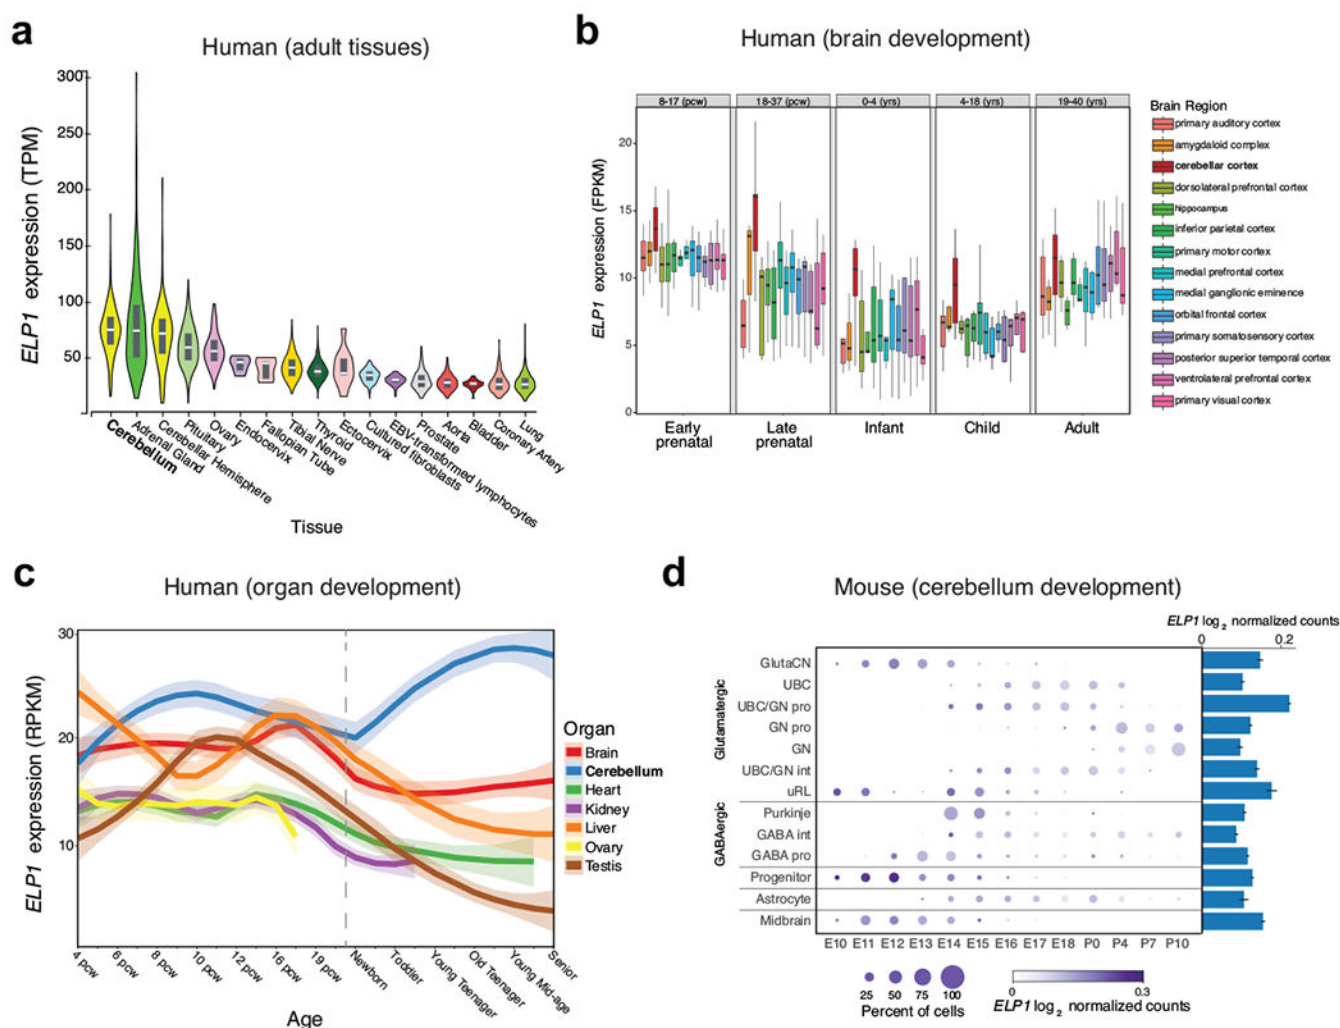 a
Human (adult tissues)
ELP1 expression (TPM)
300
250
200
150
100
50
Cerebellum
Adrenal Gland
Cerebellar Hemisphere
Pituitary
Ovary
Endocervix
Fallopian Tube
Tibial Nerve
Thyroid
Ectocervix
Cultured fibroblasts
EBV-transformed lymphocytes
Prostate
Aorta
Bladder
Coronary Artery
Lung
Tissue
b
Human (brain development)
ELP1 expression (FPKM)
20
15
10
5
0
8-17 (pcw)
18-37 (pcw)
0-4 (yrs)
4-18 (yrs)
19-40 (yrs)
Early
prenatal
Late
prenatal
Infant
Child
Adult
Brain Region
primary auditory cortex
amygdaloid complex
cerebellar cortex
dorsolateral prefrontal cortex
hippocampus
inferior parietal cortex
primary motor cortex
medial prefrontal cortex
medial ganglionic eminence
orbital frontal cortex
primary somatosensory cortex
posterior superior temporal cortex
ventrolateral prefrontal cortex
primary visual cortex
c
Human (organ development)
ELP1 expression (RPKM)
30
20
10
4 pcw
6 pcw
8 pcw
10 pcw
12 pcw
16 pcw
19 pcw
Newborn
Toddler
Young Teenager
Old Teenager
Young Mid-age
Senior
Age
Organ
Brain
Cerebellum
Heart
Kidney
Liver
Ovary
Testis
d
Mouse (cerebellum development)
ELP1 log2 normalized counts
0 0.2
Glutamatergic
GABAergic
GlutaCN
UBC
UBC/GN pro
GN pro
GN
UBC/GN int
uRL
Purkinje
GABA int
GABA pro
Progenitor
Astrocyte
Midbrain
E10 E11 E12 E13 E14 E15 E16 E17 E18 P0 P4 P7 P10
25 50 75 100
Percent of cells
0 0.3
ELP1 log2 normalized counts